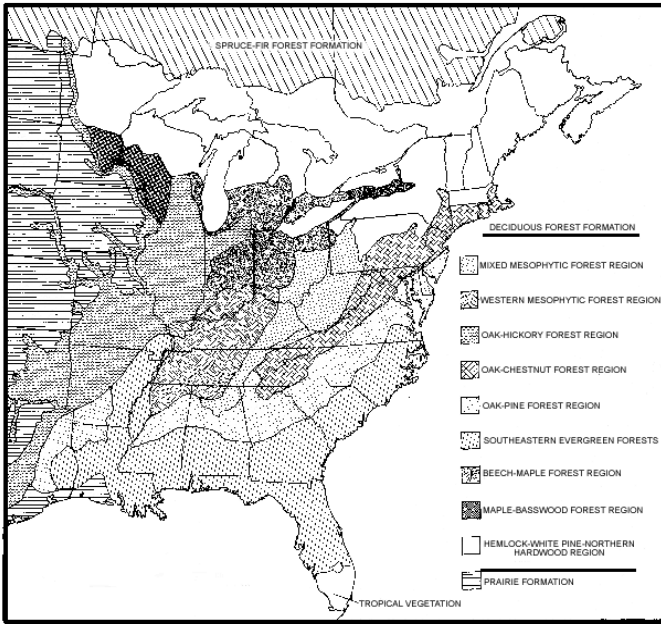 SPRUCE-FIR FOREST FORMATION
DECIDUOUS FOREST FORMATION
MIXED MESOPHYTIC FOREST REGION
WESTERN MESOPHYTIC FOREST REGION
OAK-HICKORY FOREST REGION
OAK-CHESTNUT FOREST REGION
OAK-PINE FOREST REGION
SOUTHEASTERN EVERGREEN FORESTS
BEECH-MAPLE FOREST REGION
MAPLE-BASSWOOD FOREST REGION
HEMLOCK-WHITE PINE-NORTHERN
HARDWOOD REGION
PRAIRIE FORMATION
TROPICAL VEGETATION